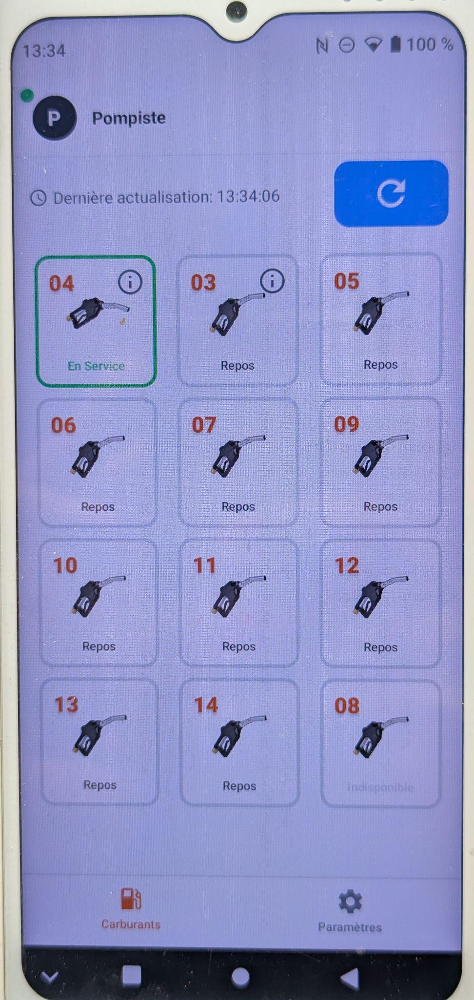 13:34
100 %
P
Pompiste
Dernière actualisation: 13:34:06
04
03
05
En Service
Repos
Repos
06
07
09
Repos
Repos
Repos
10
11
12
Repos
Repos
Repos
13
14
08
Repos
Repos
Indisponible
Carburants
Paramètres